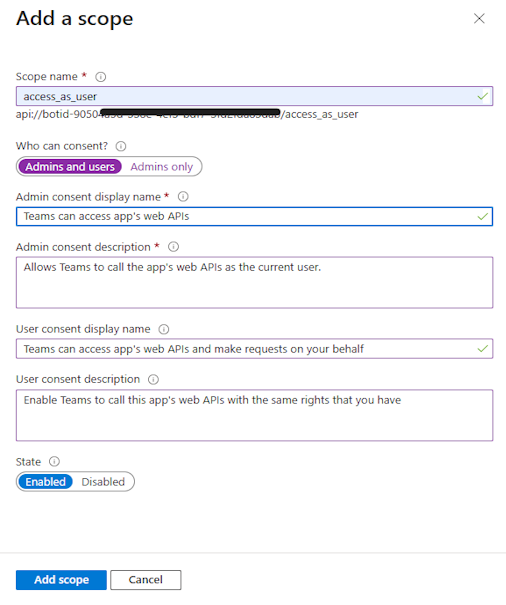 Add a scope
Scope name *
access_as_user
api://botid-90504 /access_as_user
Who can consent?
Admins and users Admins only
Admin consent display name *
Teams can access app's web APIs
Admin consent description *
Allows Teams to call the app's web APIs as the current user.
User consent display name
Teams can access app's web APIs and make requests on your behalf
User consent description
Enable Teams to call this app's web APIs with the same rights that you have
State
Enabled Disabled
Add scope Cancel